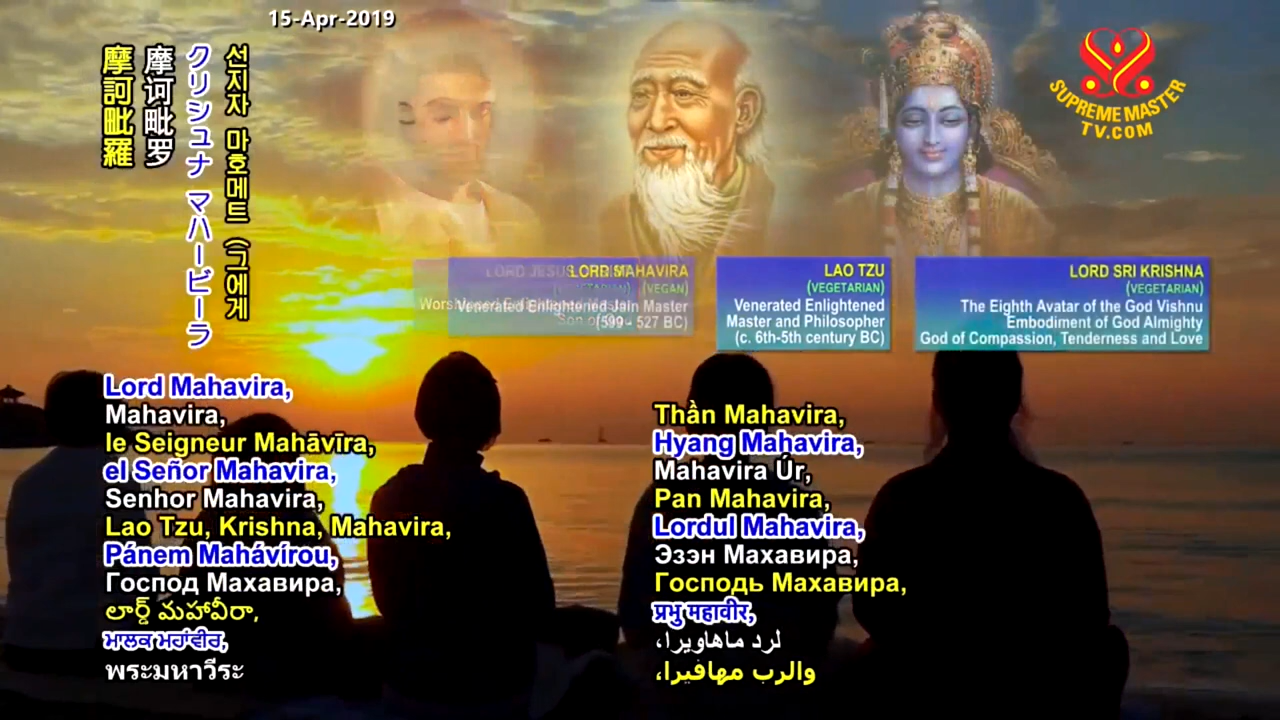 15-Apr-2019
SUPREME MASTER
TV.COM
선지자 마호메트 (그에게
クリシュナ マハービーラ
摩诃毗罗
摩訶毗羅
LORD JESUS
LORD MAHAVIRA
(VEGETARIAN)
(VEGAN)
Venerated Enlightened Jain Master
(599 - 527 BC)
LAO TZU
(VEGETARIAN)
Venerated Enlightened
Master and Philosopher
(c. 6th-5th century BC)
LORD SRI KRISHNA
(VEGETARIAN)
The Eighth Avatar of the God Vishnu
Embodiment of God Almighty
God of Compassion, Tenderness and Love
Lord Mahavira,
Mahavira,
le Seigneur Mahāvīra,
el Señor Mahavira,
Senhor Mahavira,
Lao Tzu, Krishna, Mahavira,
Pánem Mahávírou,
Господ Махавира,
లార్డ్ మహావీరా,
ਮਾਲਕ ਮਹਾਂਵੀਰ,
พระมหาวีระ
Thần Mahavira,
Hyang Mahavira,
Mahavira Úr,
Pan Mahavira,
Lordul Mahavira,
Эзэн Махавира,
Господь Махавира,
प्रभु महावीर,
لرد ماهاویرا،
والرب مهافيرا،